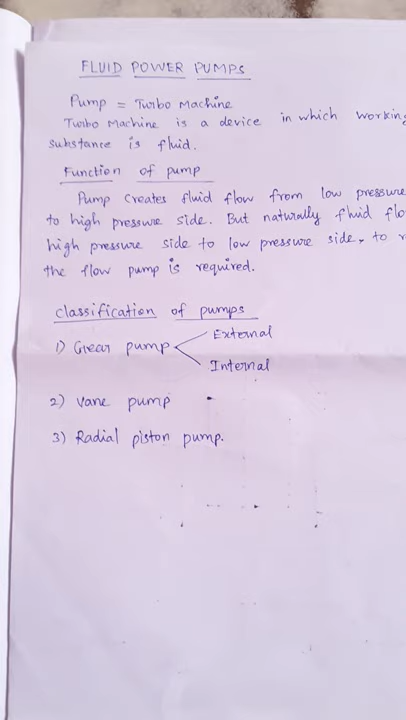 FLUID POWER PUMPS
Pump = Turbo Machine
Turbo Machine is a device in which working
substance is fluid.
Function of pump
Pump creates fluid flow from low pressure
to high pressure side. But naturally fluid flo
high pressure side to low pressure side, to r
the flow pump is required.
Classification of pumps
1) Gear pump
External
Internal
2) Vane pump
3) Radial piston pump.